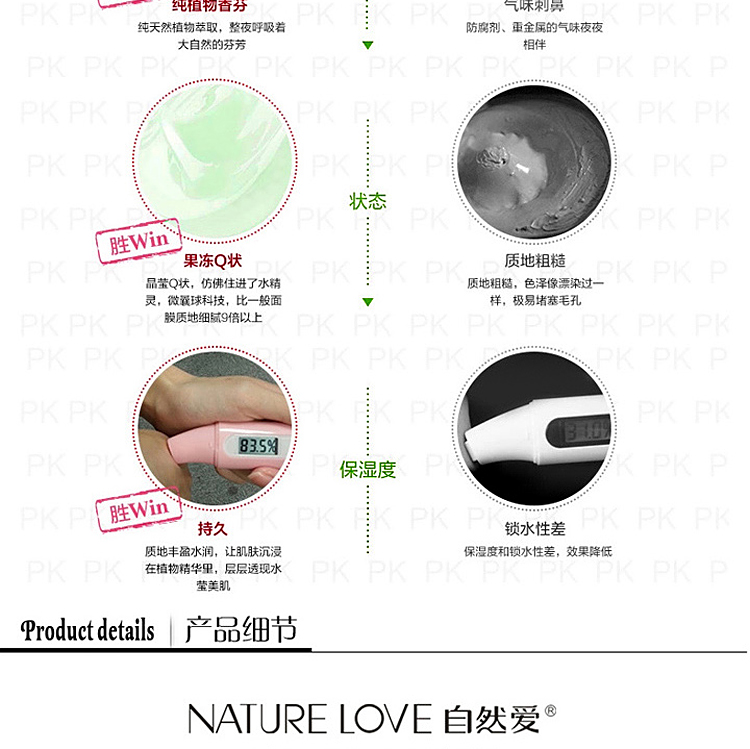 纯植物香芬
纯天然植物萃取，整夜呼吸着
大自然的芬芳
气味刺鼻
防腐剂、重金属的气味夜夜
相伴
状态
胜Win
果冻Q状
晶莹Q状，仿佛住进了水精
灵，微囊球科技，比一般面
膜质地细腻9倍以上
质地粗糙
质地粗糙，色泽像漂染过一
样，极易堵塞毛孔
83.5%
31.0%
保湿度
胜Win
持久
质地丰盈水润，让肌肤沉浸
在植物精华里，层层透现水
莹美肌
锁水性差
保湿度和锁水性差，效果降低
Product details 产品细节
NATURE LOVE 自然爱®